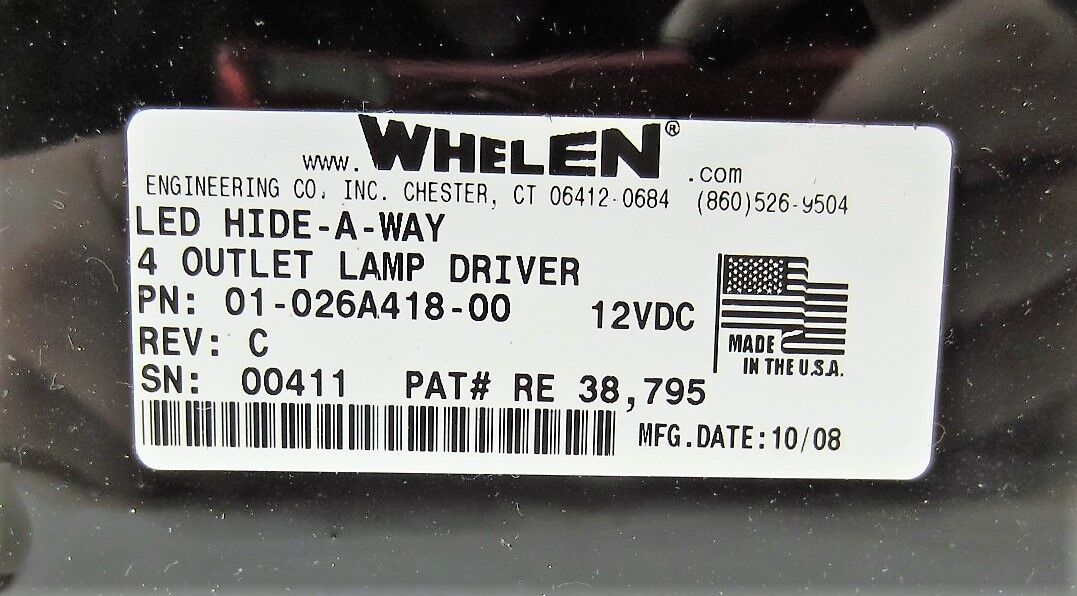 www. WHELEN® .com
ENGINEERING CO. INC. CHESTER, CT 06412-0684 (860)526-9504
LED HIDE-A-WAY
4 OUTLET LAMP DRIVER
PN: 01-026A418-00 12VDC
REV: C
MADE
IN THE U.S.A.
SN: 00411 PAT# RE 38,795
MFG.DATE:10/08